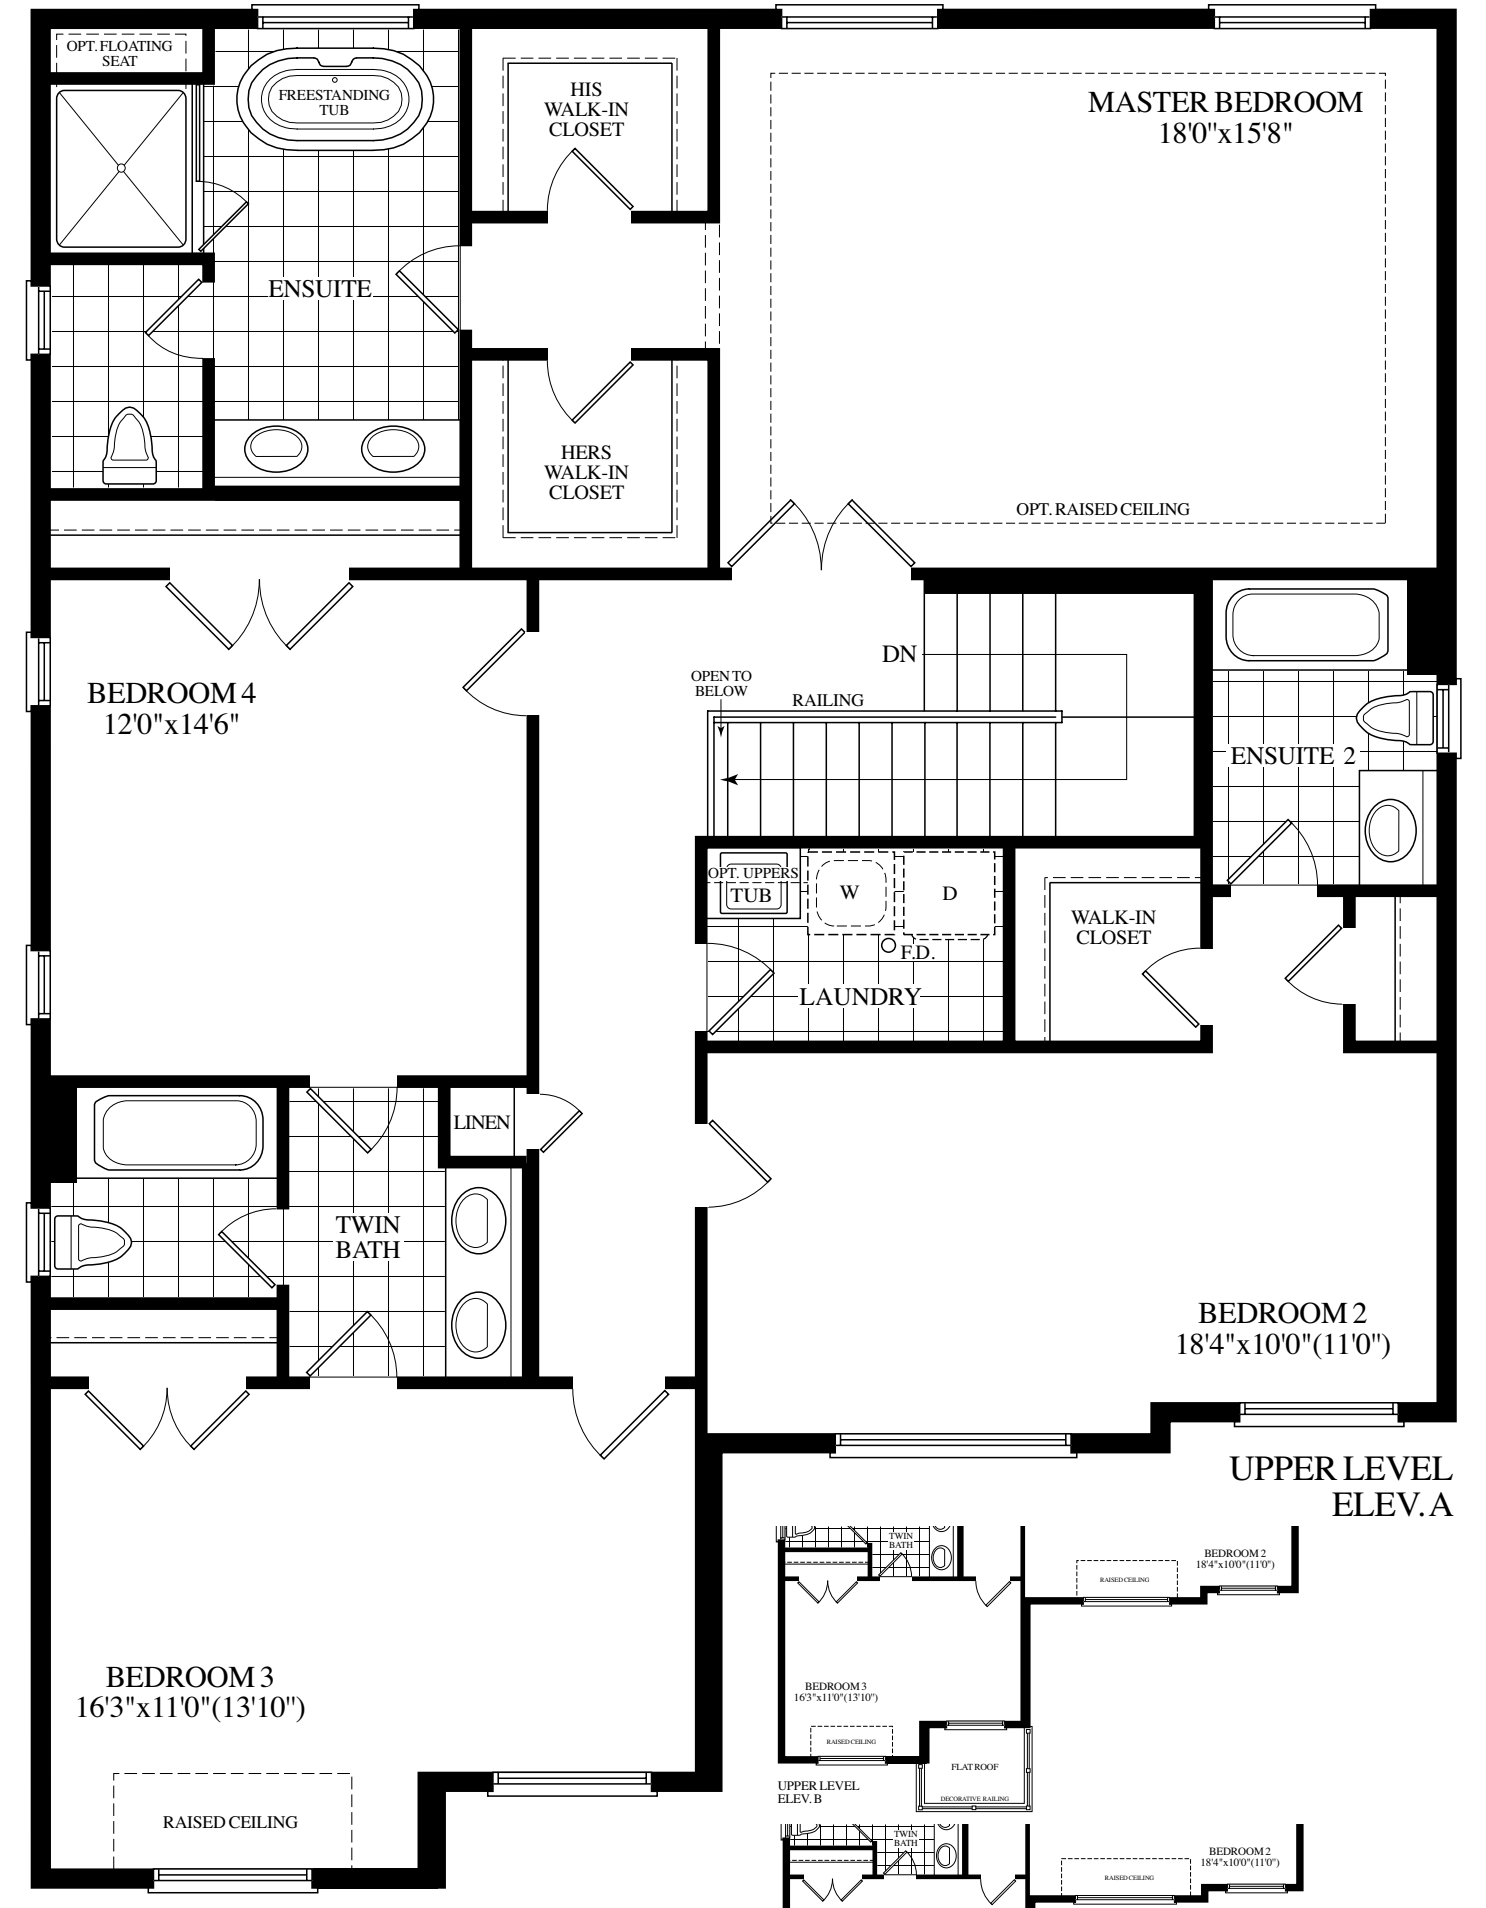 OPT. FLOATING
SEAT
FREESTANDING
TUB
HIS
WALK-IN
CLOSET
MASTER BEDROOM
18'0"x15'8"
ENSUITE
HERS
WALK-IN
CLOSET
OPT. RAISED CEILING
BEDROOM 4
12'0"x14'6"
DN
OPEN TO
BELOW
RAILING
ENSUITE 2
OPT. UPPERS
TUB
W
D
F.D.
LAUNDRY
WALK-IN
CLOSET
LINEN
TWIN
BATH
BEDROOM 2
18'4"x10'0"(11'0")
UPPER LEVEL
ELEV. A
BEDROOM 3
16'3"x11'0"(13'10")
RAISED CEILING
TWIN
BATH
BEDROOM 2
18'4"x10'0"(11'0")
RAISED CEILING
BEDROOM 3
16'3"x11'0"(13'10")
RAISED CEILING
FLAT ROOF
DECORATIVE RAILING
UPPER LEVEL
ELEV. B
TWIN
BATH
BEDROOM 2
18'4"x10'0"(11'0")
RAISED CEILING